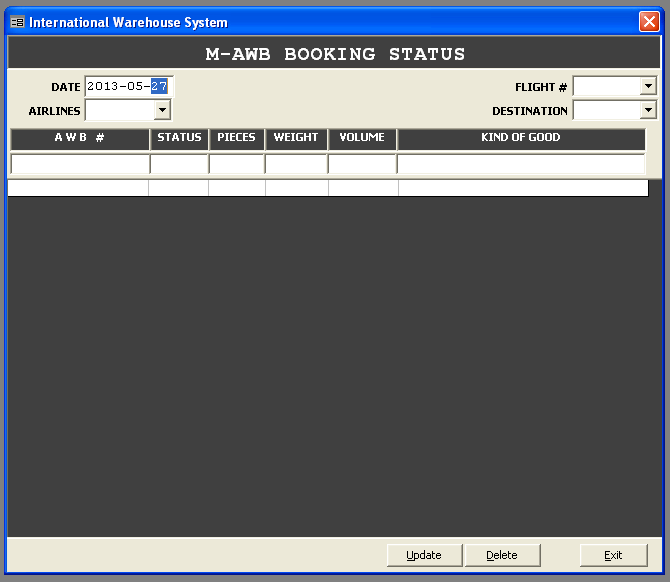 International Warehouse System
M-AWB BOOKING STATUS
DATE 2013-05-27 FLIGHT #
AIRLINES DESTINATION
A W B # STATUS PIECES WEIGHT VOLUME KIND OF GOOD
Update Delete Exit